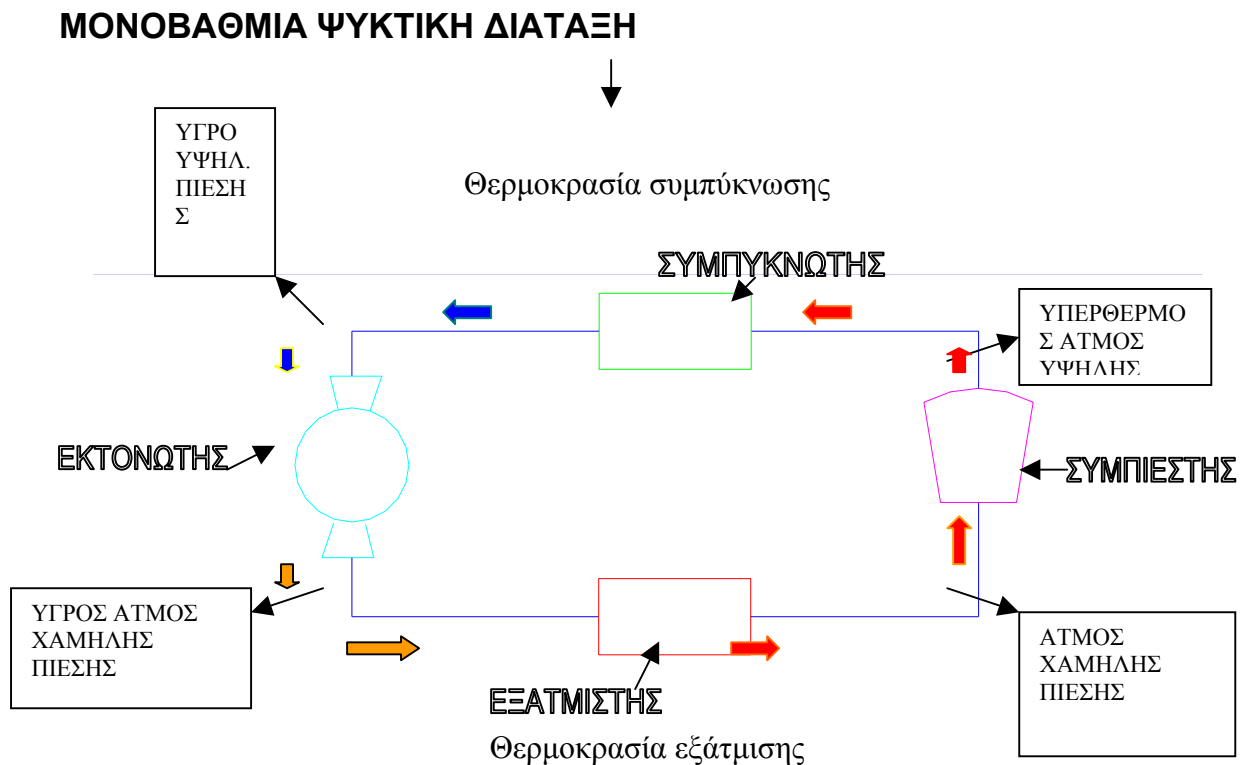 ΜΟΝΟΒΑΘΜΙΑ ΨΥΚΤΙΚΗ ΔΙΑΤΑΞΗ
ΥΓΡΟ
ΥΨΗΛ.
ΠΙΕΣΗ
Σ
Θερμοκρασία συμπύκνωσης
ΣΥΜΠΥΚΝΩΤΗΣ
ΥΠΕΡΘΕΡΜΟ
Σ ΑΤΜΟΣ
ΥΨΗΛΗΣ
ΕΚΤΟΝΩΤΗΣ
ΣΥΜΠΙΕΣΤΗΣ
ΥΓΡΟΣ ΑΤΜΟΣ
ΧΑΜΗΛΗΣ
ΠΙΕΣΗΣ
ΑΤΜΟΣ
ΧΑΜΗΛΗΣ
ΠΙΕΣΗΣ
ΕΞΑΤΜΙΣΤΗΣ
Θερμοκρασία εξάτμισης